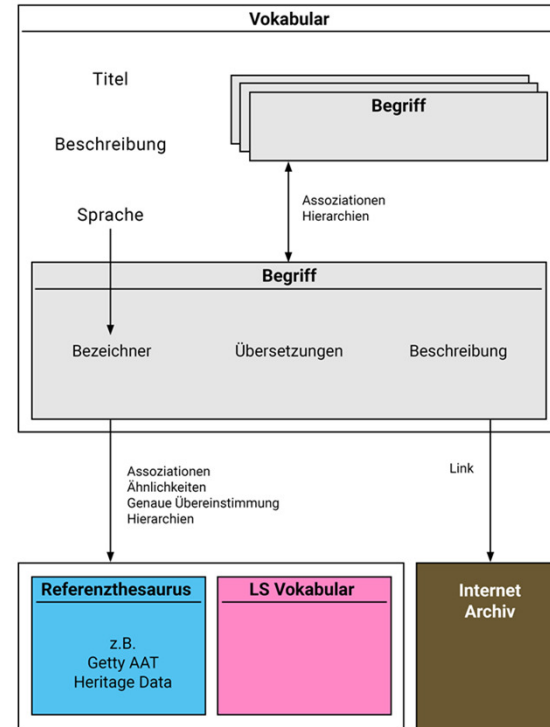 Vokabular
Titel
Begriff
Beschreibung
Assoziationen
Hierarchien
Sprache
Begriff
Bezeichner
Übersetzungen
Beschreibung
Assoziationen
Ähnlichkeiten
Genaue Übereinstimmung
Hierarchien
Link
Referenzthesaurus
z.B.
Getty AAT
Heritage Data
LS Vokabular
Internet
Archiv